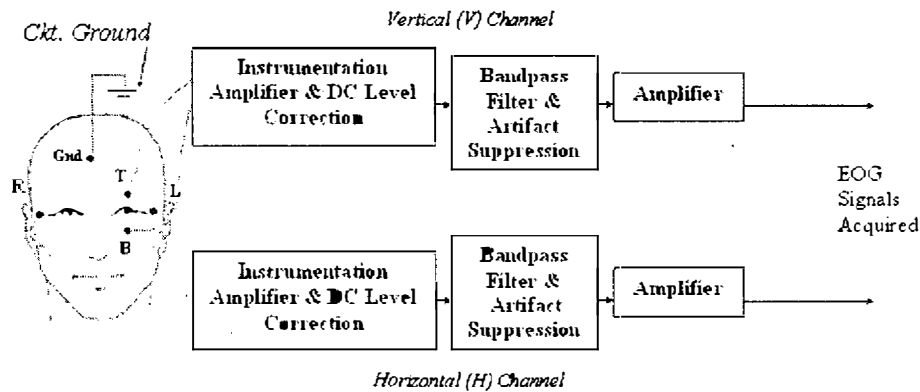 Vertical (V) Channel
Ckt. Ground
Instrumentation
Amplifier & DC Level
Correction
Bandpass
Filter &
Artifact
Suppression
Amplifier
Gnd
T
R
L
B
EOG
Signals
Acquired
Instrumentation
Amplifier & DC Level
Correction
Bandpass
Filter &
Artifact
Suppression
Amplifier
Horizontal (H) Channel